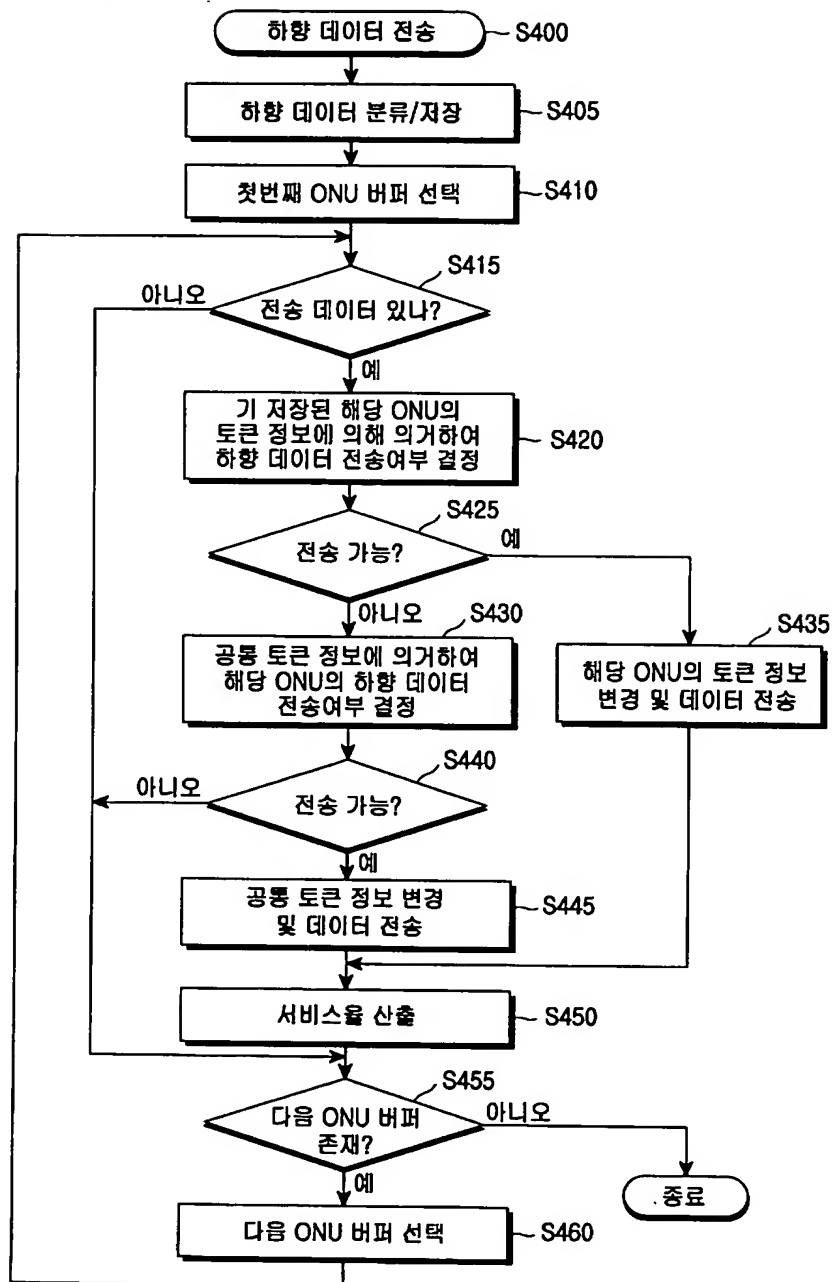 하향 데이터 전송
S400
하향 데이터 분류/저장
S405
첫번째 ONU 버퍼 선택
S410
S415
아니오
전송 데이터 있나?
예
기 저장된 해당 ONU의
토큰 정보에 의해 의거하여
하향 데이터 전송여부 결정
S420
S425
전송 가능?
예
아니오
S430
공통 토큰 정보에 의거하여
해당 ONU의 하향 데이터
전송여부 결정
S435
해당 ONU의 토큰 정보
변경 및 데이터 전송
S440
아니오
전송 가능?
예
공통 토큰 정보 변경
및 데이터 전송
S445
서비스율 산출
S450
S455
다음 ONU 버퍼
존재?
아니오
예
종료
다음 ONU 버퍼 선택
S460